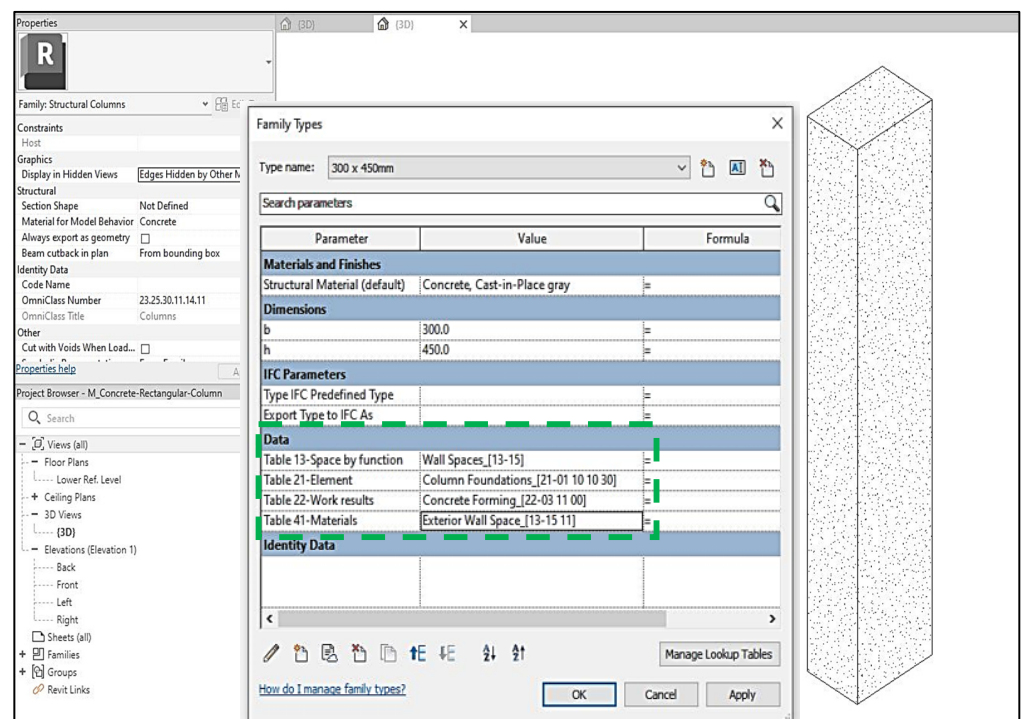 Properties
{3D}
{3D}
R
Family: Structural Columns
Constraints
Host
Graphics
Display in Hidden Views Edges Hidden by Other
Structural
Section Shape Not Defined
Material for Model Behavior Concrete
Always export as geometry
Beam cutback in plan From bounding box
Identity Data
Code Name
OmniClass Number 23.25.30.11.14.11
OmniClass Title Columns
Other
Cut with Voids When Load...
Properties help
Project Browser - M_Concrete-Rectangular-Column
Search
Views (all)
Floor Plans
Lower Ref. Level
Ceiling Plans
3D Views
{3D}
Elevations (Elevation 1)
Back
Front
Left
Right
Sheets (all)
Families
Groups
Revit Links
Family Types
Type name: 300 x 450mm
Search parameters
Parameter Value Formula
Materials and Finishes
Structural Material (default) Concrete, Cast-in-Place gray =
Dimensions
b 300.0 =
h 450.0 =
IFC Parameters
Type IFC Predefined Type =
Export Type to IFC As =
Data
Table 13-Space by function Wall Spaces_[13-15] =
Table 21-Element Column Foundations_[21-01 10 10 30] =
Table 22-Work results Concrete Forming_[22-03 11 00] =
Table 41-Materials Exterior Wall Space_[13-15 11] =
Identity Data
Manage Lookup Tables
How do I manage family types?
OK Cancel Apply